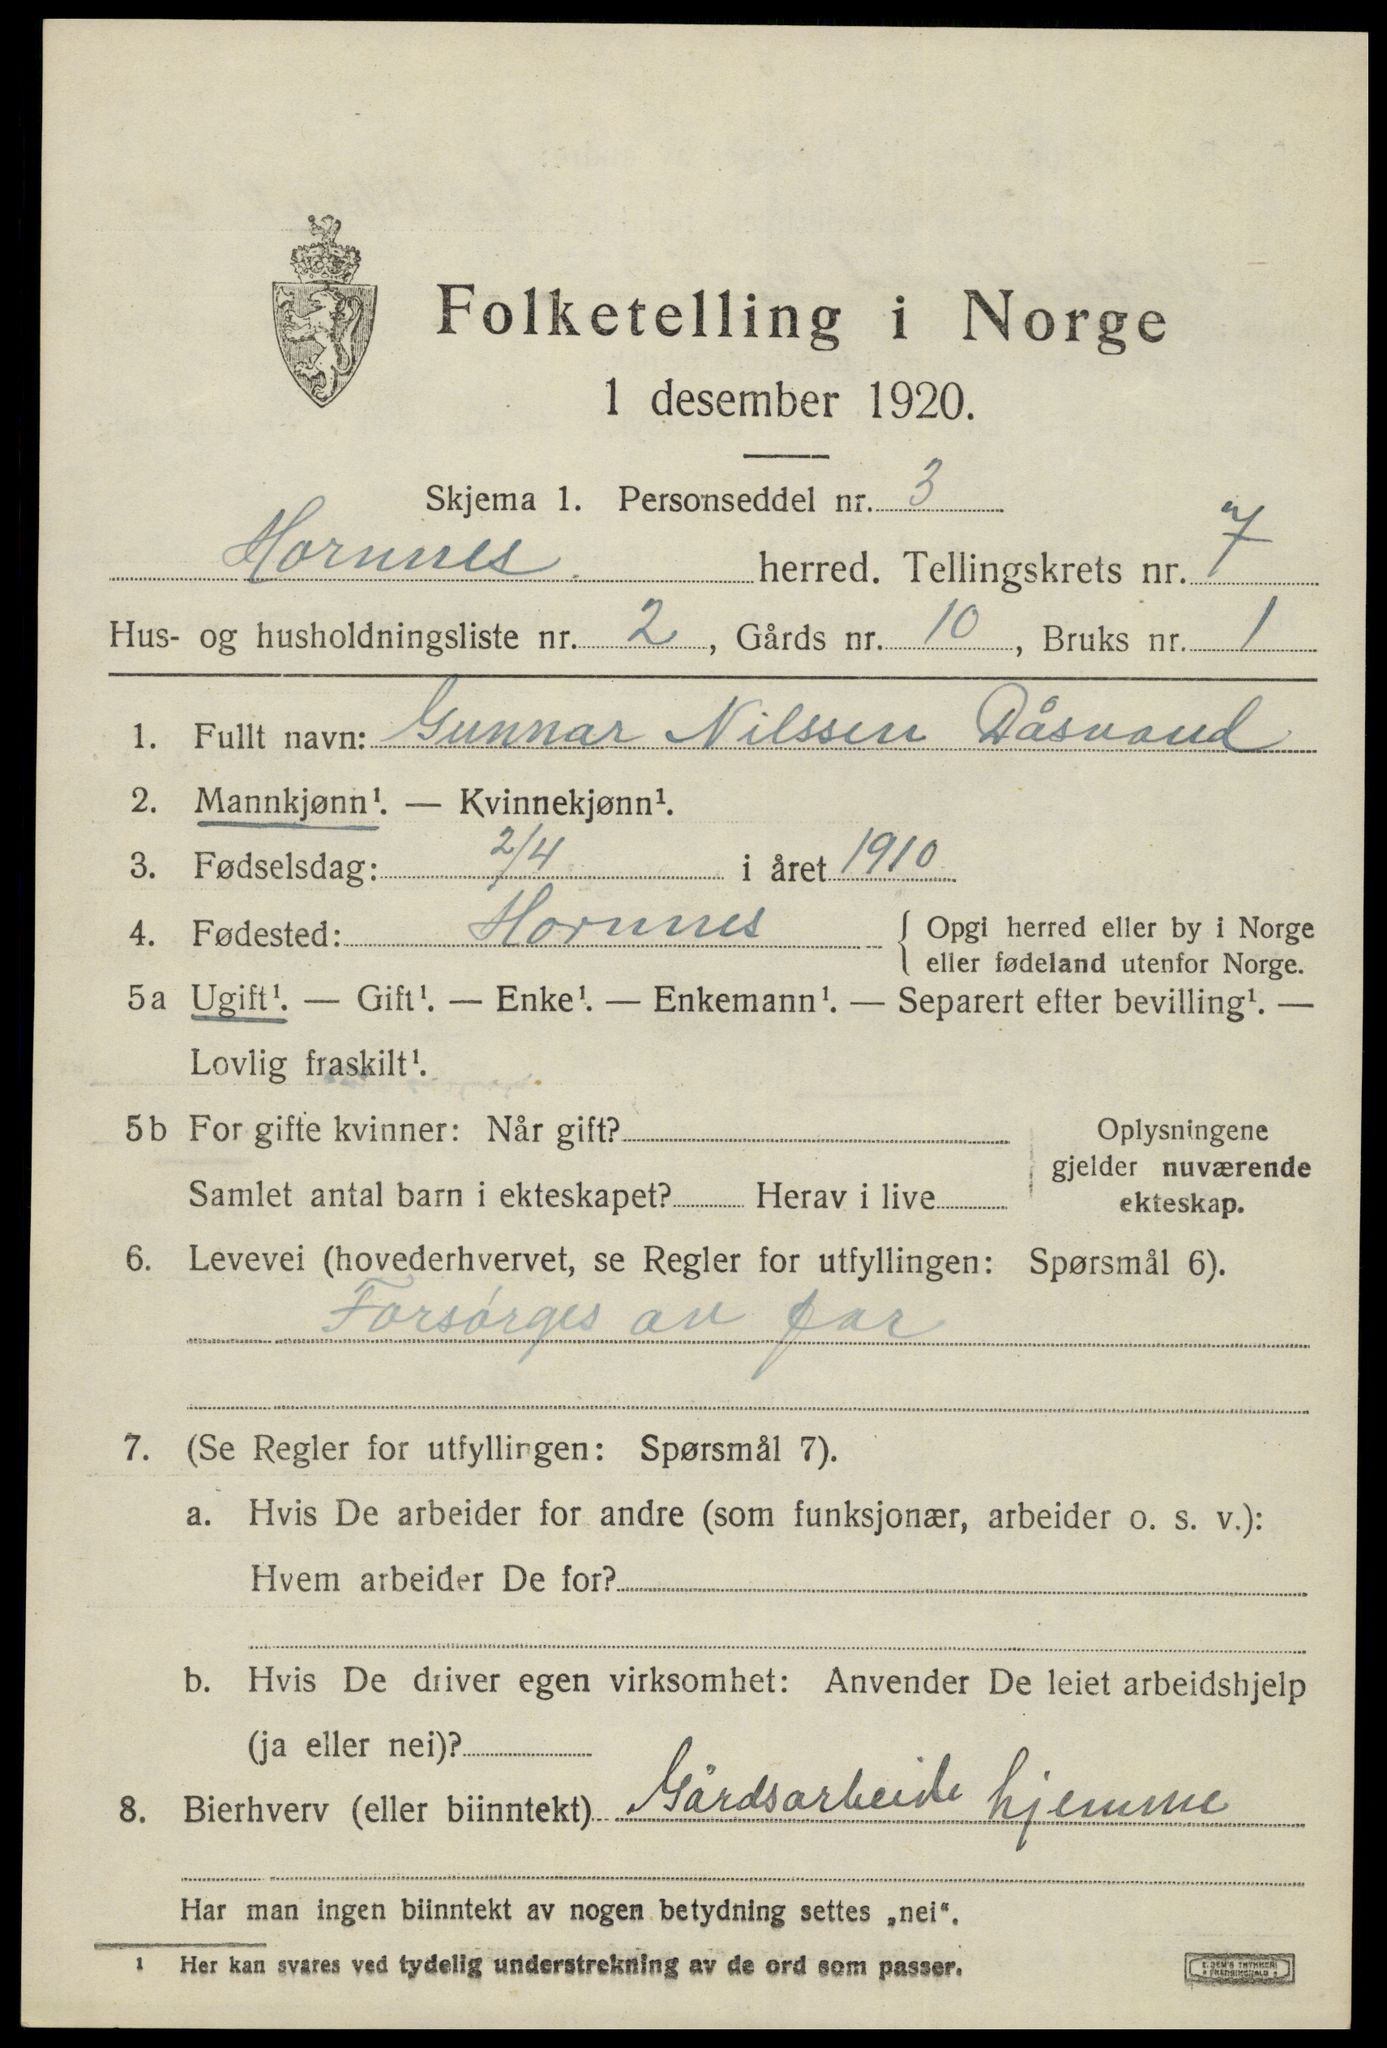 Folketelling i Norge
1 desember 1920.
Skjema 1. Personseddel nr. 3
Hornnes herred. Tellingskrets nr. 7
Hus- og husholdningsliste nr. 2, Gårds nr. 10, Bruks nr. 1
1. Fullt navn: Gunnar Nilssen Dåsvand
2. Mannkjønn¹. — Kvinnekjønn¹.
3. Fødselsdag: 2/4 i året 1910
4. Fødested: Hornnes { Opgi herred eller by i Norge
eller fødeland utenfor Norge.
5a Ugift¹. — Gift¹. — Enke¹. — Enkemann¹. — Separert efter bevilling¹. —
Lovlig fraskilt¹.
5b For gifte kvinner: Når gift?
Samlet antal barn i ekteskapet? Herav i live
Oplysningene
gjelder nuværende
ekteskap.
6. Levevei (hovederhvervet, se Regler for utfyllingen: Spørsmål 6).
Forsørges av far
7. (Se Regler for utfyllingen: Spørsmål 7).
a. Hvis De arbeider for andre (som funksjonær, arbeider o. s. v.):
Hvem arbeider De for?
b. Hvis De driver egen virksomhet: Anvender De leiet arbeidshjelp
(ja eller nei)?
8. Bierhverv (eller biinntekt) Gårdsarbeide hjemme
Har man ingen biinntekt av nogen betydning settes „nei“.
¹ Her kan svares ved tydelig understrekning av de ord som passer.